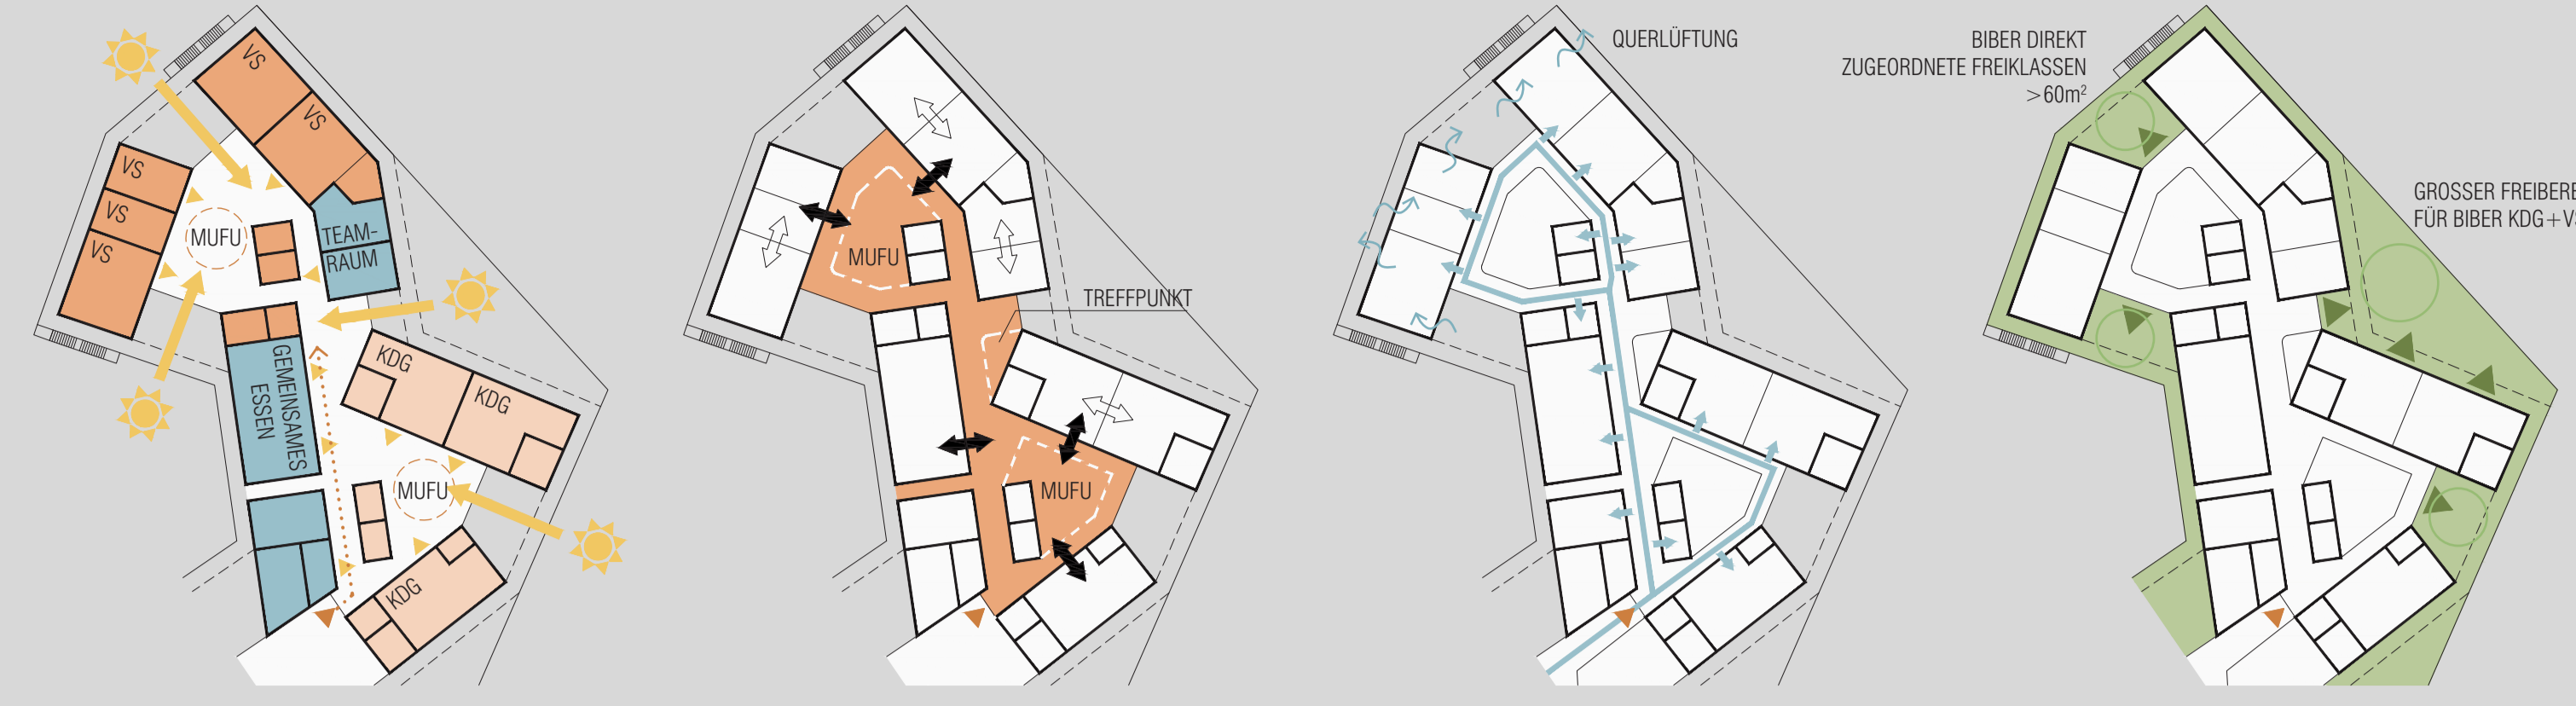 VS
VS
VS
VS
VS
MUFU
TEAM-
RAUM
GEMEINSAMES
ESSEN
KDG
KDG
MUFU
KDG
MUFU
TREFFPUNKT
MUFU
QUERLÜFTUNG
BIBER DIREKT
ZUGEORDNETE FREIKLASSEN
>60m²
GROSSER FREIBERE
FÜR BIBER KDG+VS